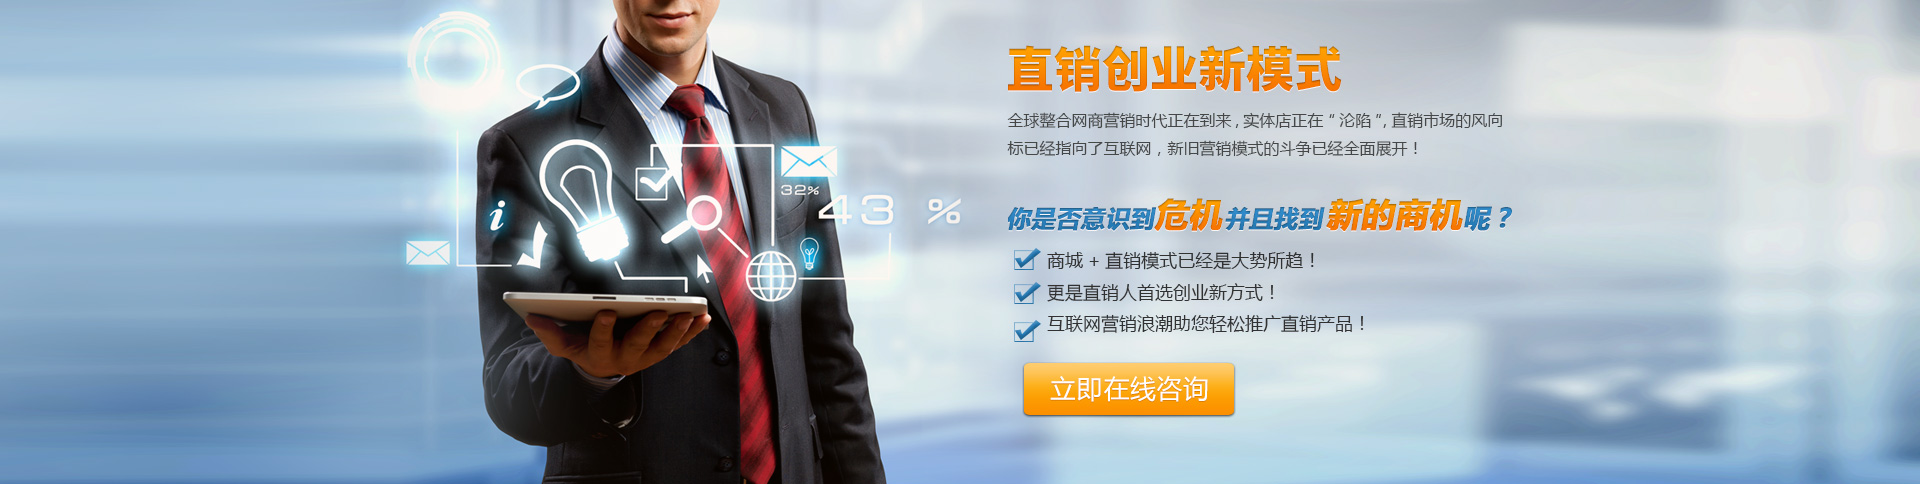 直销创业新模式
全球整合网商营销时代正在到来，实体店正在“沦陷“，直销市场的风向
标已经指向了互联网，新旧营销模式的斗争已经全面展开！
你是否意识到危机并且找到新的商机呢？
商城 + 直销模式已经是大势所趋！
更是直销人首选创业新方式！
互联网营销浪潮助您轻松推广直销产品！
立即在线咨询
32%
43 %
i